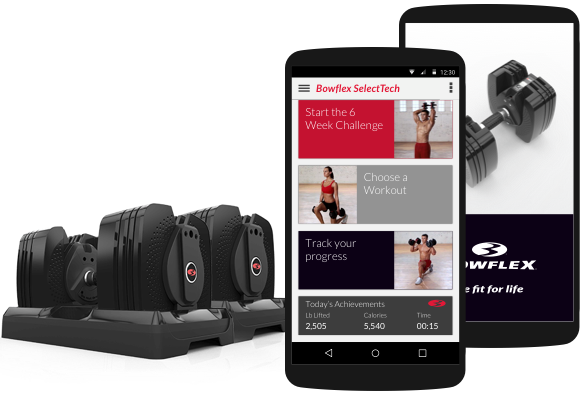 12:30
Bowflex SelectTech
Start the 6
Week Challenge
Choose a
Workout
Track your
progress
Today's Achievements
Lb Lifted Calories Time
2,505 5,540 00:15
OWFLEX
e fit for life